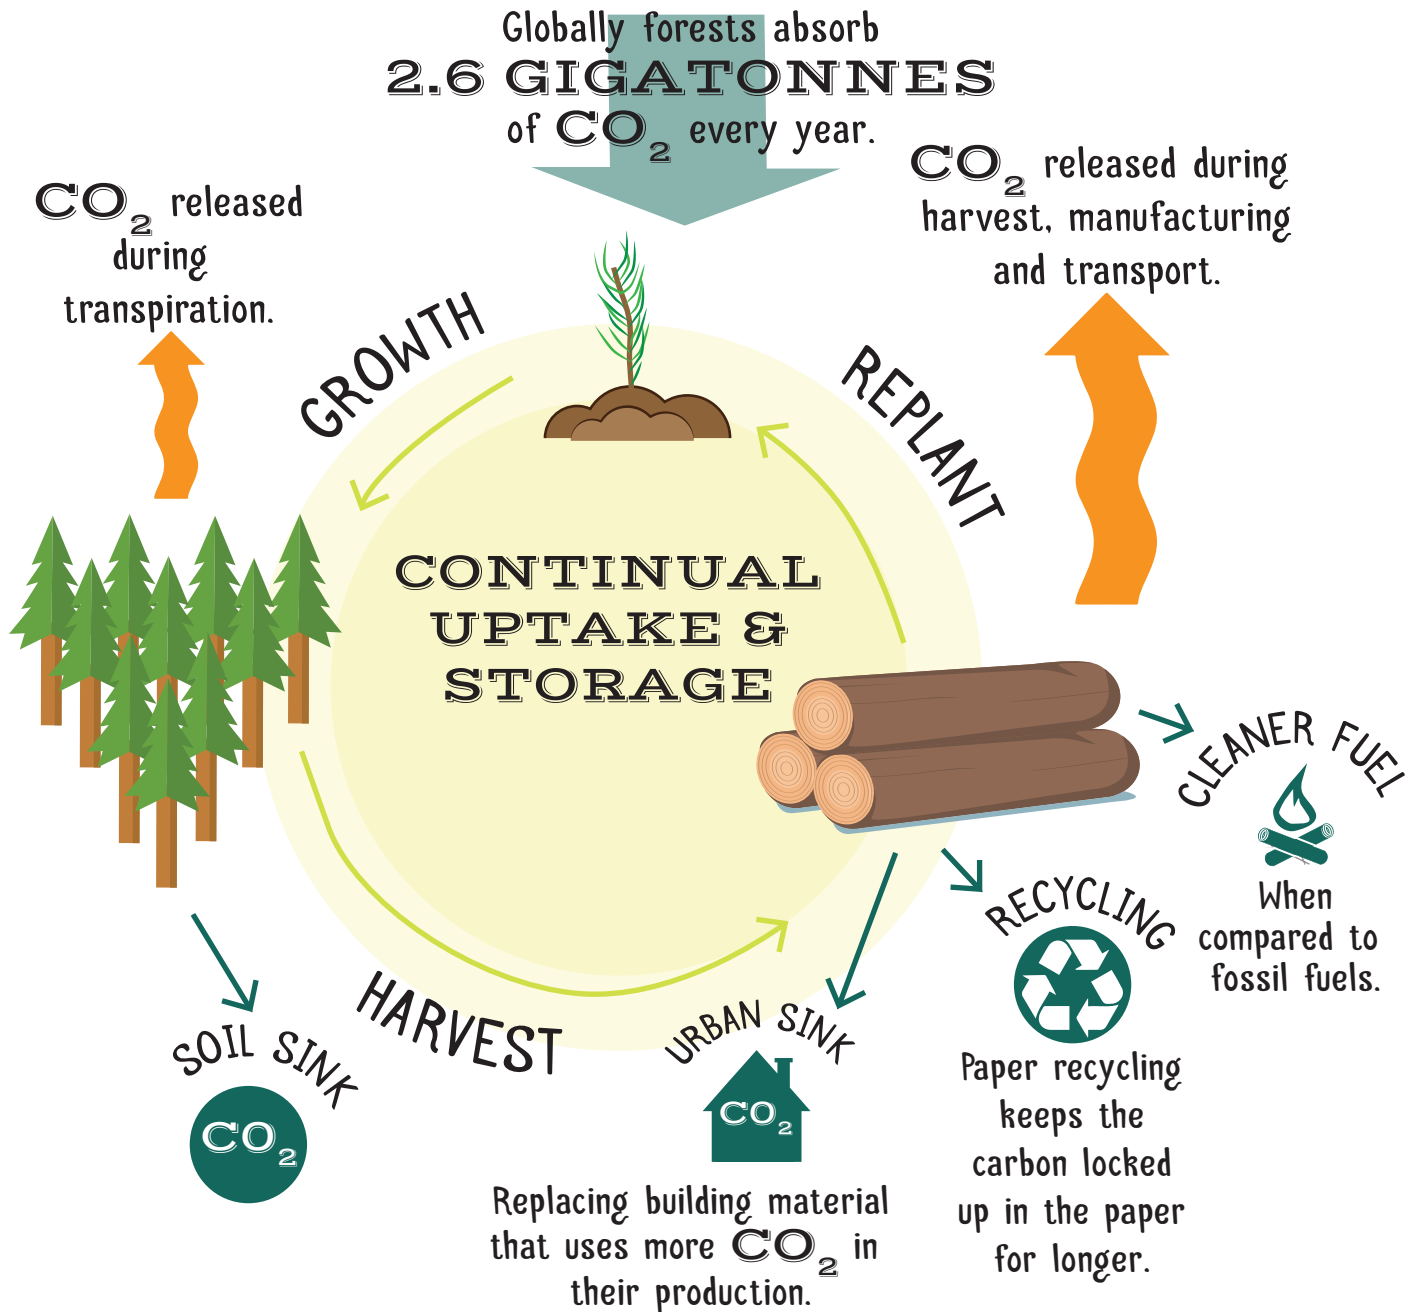 Globally forests absorb
2.6 GIGATONNES
of CO₂ every year.
CO₂ released
during
transpiration.
CO₂ released during
harvest, manufacturing
and transport.
GROWTH
REPLANT
CONTINUAL
UPTAKE &
STORAGE
CLEANER FUEL
When
compared to
fossil fuels.
RECYCLING
Paper recycling
keeps the
carbon locked
up in the paper
for longer.
HARVEST
URBAN SINK
CO₂
Replacing building material
that uses more CO₂ in
their production.
SOIL SINK
CO₂